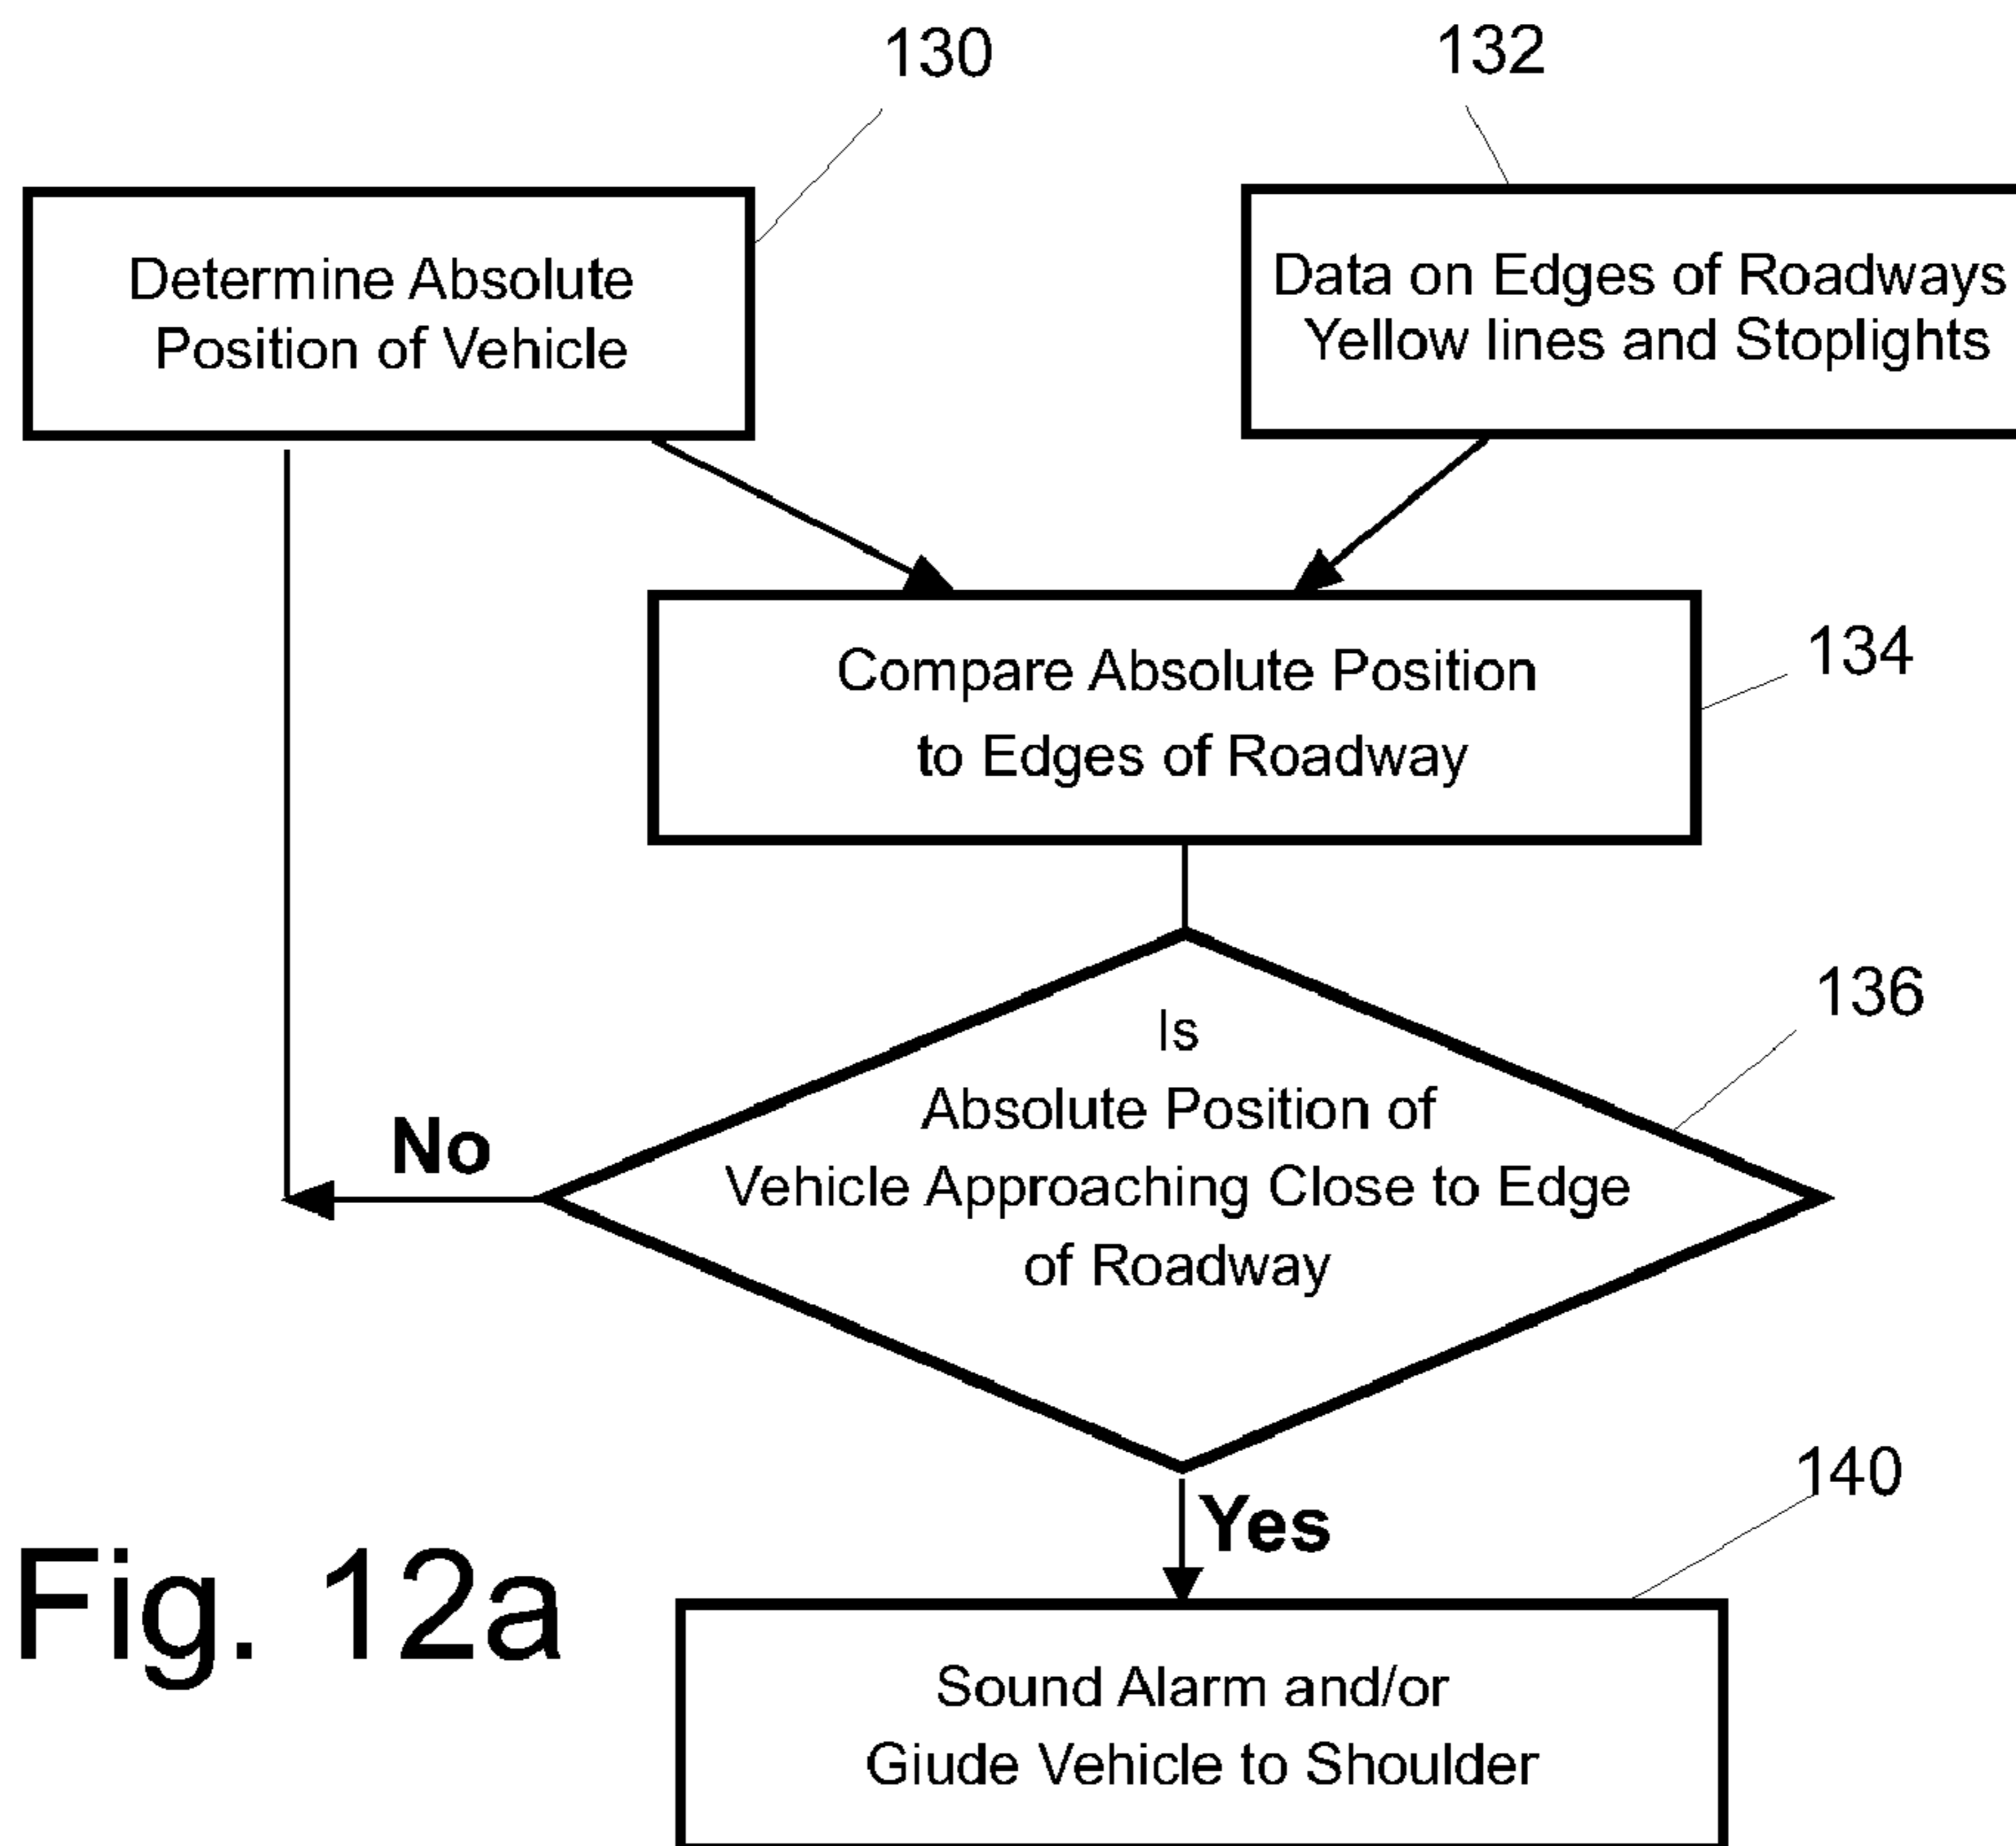 130
132
Determine Absolute
Position of Vehicle
Data on Edges of Roadways
Yellow lines and Stoplights
Compare Absolute Position
to Edges of Roadway
134
136
Is
Absolute Position of
Vehicle Approaching Close to Edge
of Roadway
No
Yes
140
Sound Alarm and/or
Giude Vehicle to Shoulder
Fig. 12a